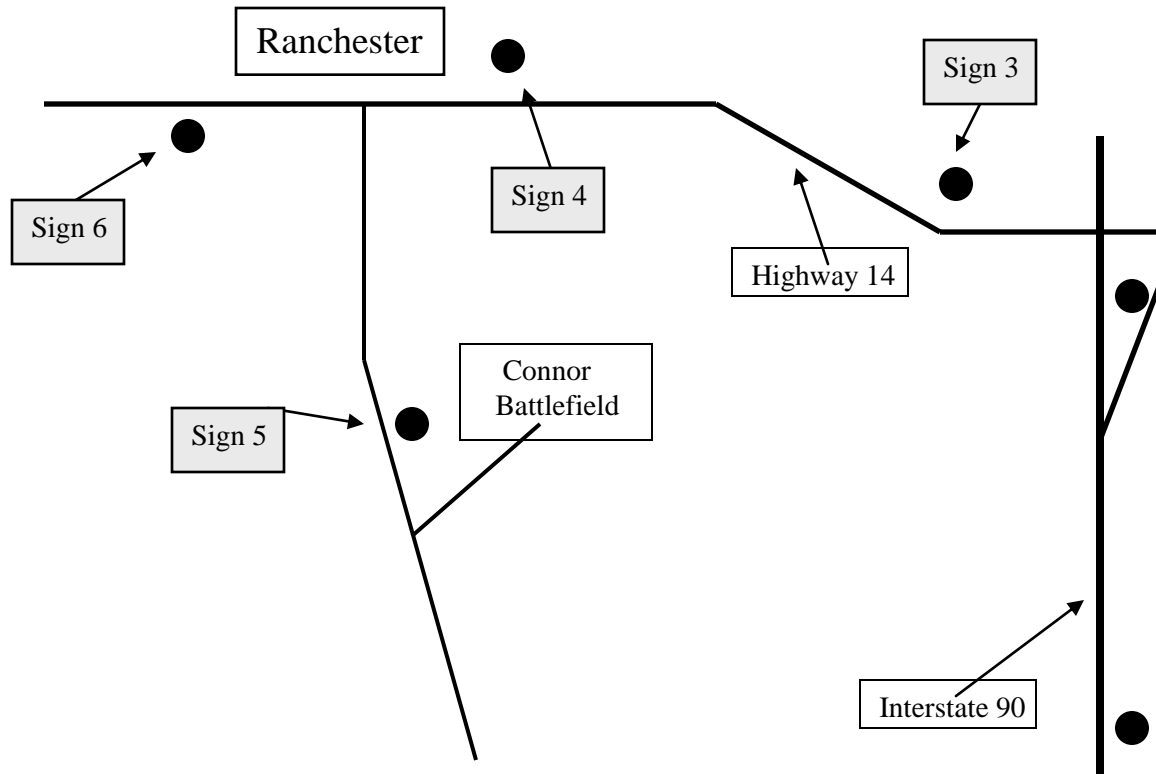 Ranchester
Sign 3
Sign 4
Sign 6
Highway 14
Connor
Battlefield
Sign 5
Interstate 90